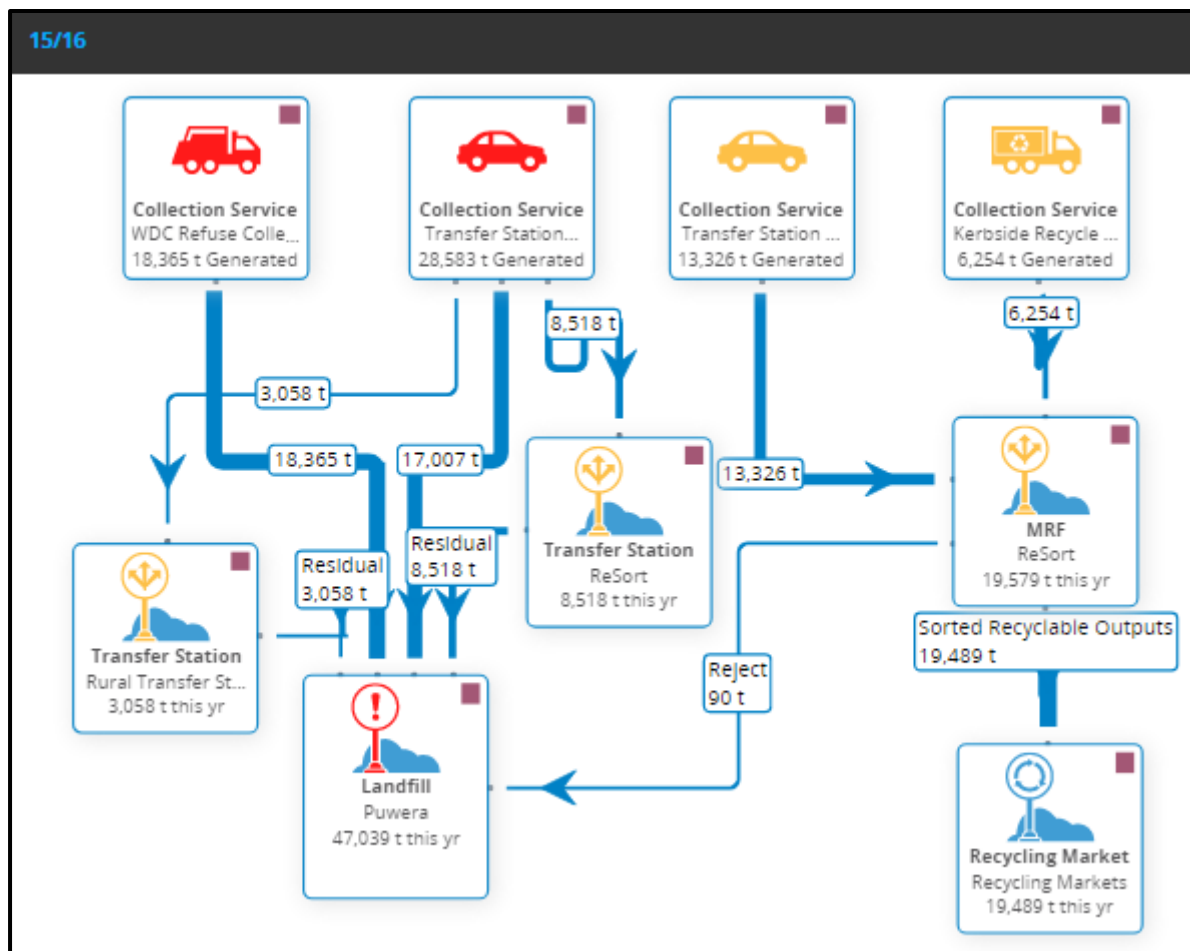 15/16
Collection Service
WDC Refuse Colle...
18,365 t Generated
Collection Service
Transfer Station...
28,583 t Generated
Collection Service
Transfer Station ...
13,326 t Generated
Collection Service
Kerbside Recycle ...
6,254 t Generated
8,518 t
6,254 t
3,058 t
18,365 t
17,007 t
13,326 t
Transfer Station
ReSort
8,518 t this yr
MRF
ReSort
19,579 t this yr
Residual
3,058 t
Residual
8,518 t
Transfer Station
Rural Transfer St...
3,058 t this yr
Sorted Recyclable Outputs
19,489 t
Reject
90 t
Landfill
Puwera
47,039 t this yr
Recycling Market
Recycling Markets
19,489 t this yr